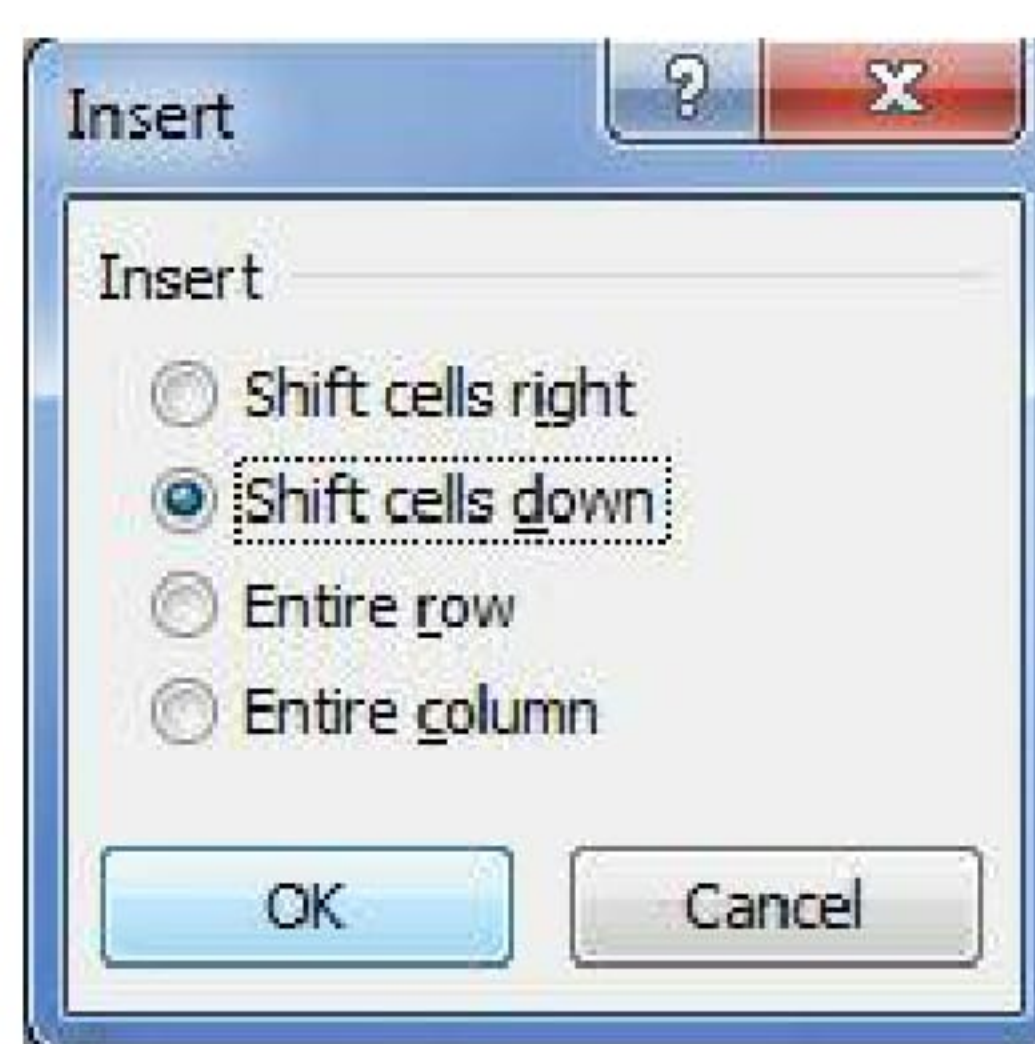 Insert
Insert
Shift cells right
Shift cells down
Entire row
Entire column
OK Cancel